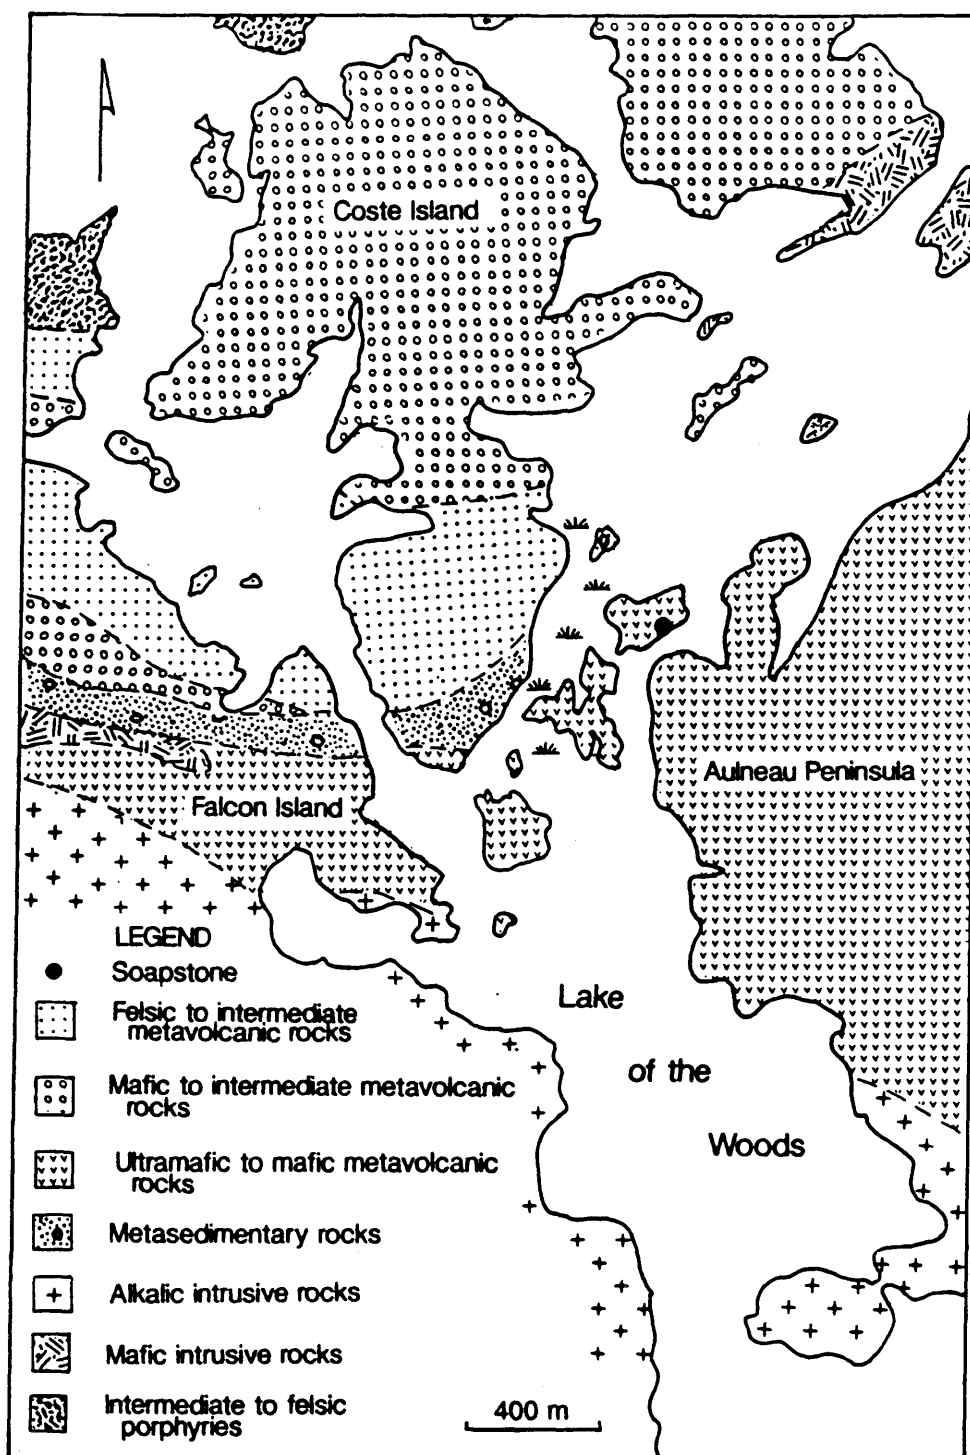 Coste Island
Aulneau Peninsula
Falcon Island
LEGEND
Soapstone
Felsic to intermediate
metavolcanic rocks
Mafic to intermediate metavolcanic
rocks
Ultramafic to mafic metavolcanic
rocks
Metasedimentary rocks
Alkalic intrusive rocks
Mafic intrusive rocks
Intermediate to felsic
porphyries
Lake
of the
Woods
400 m